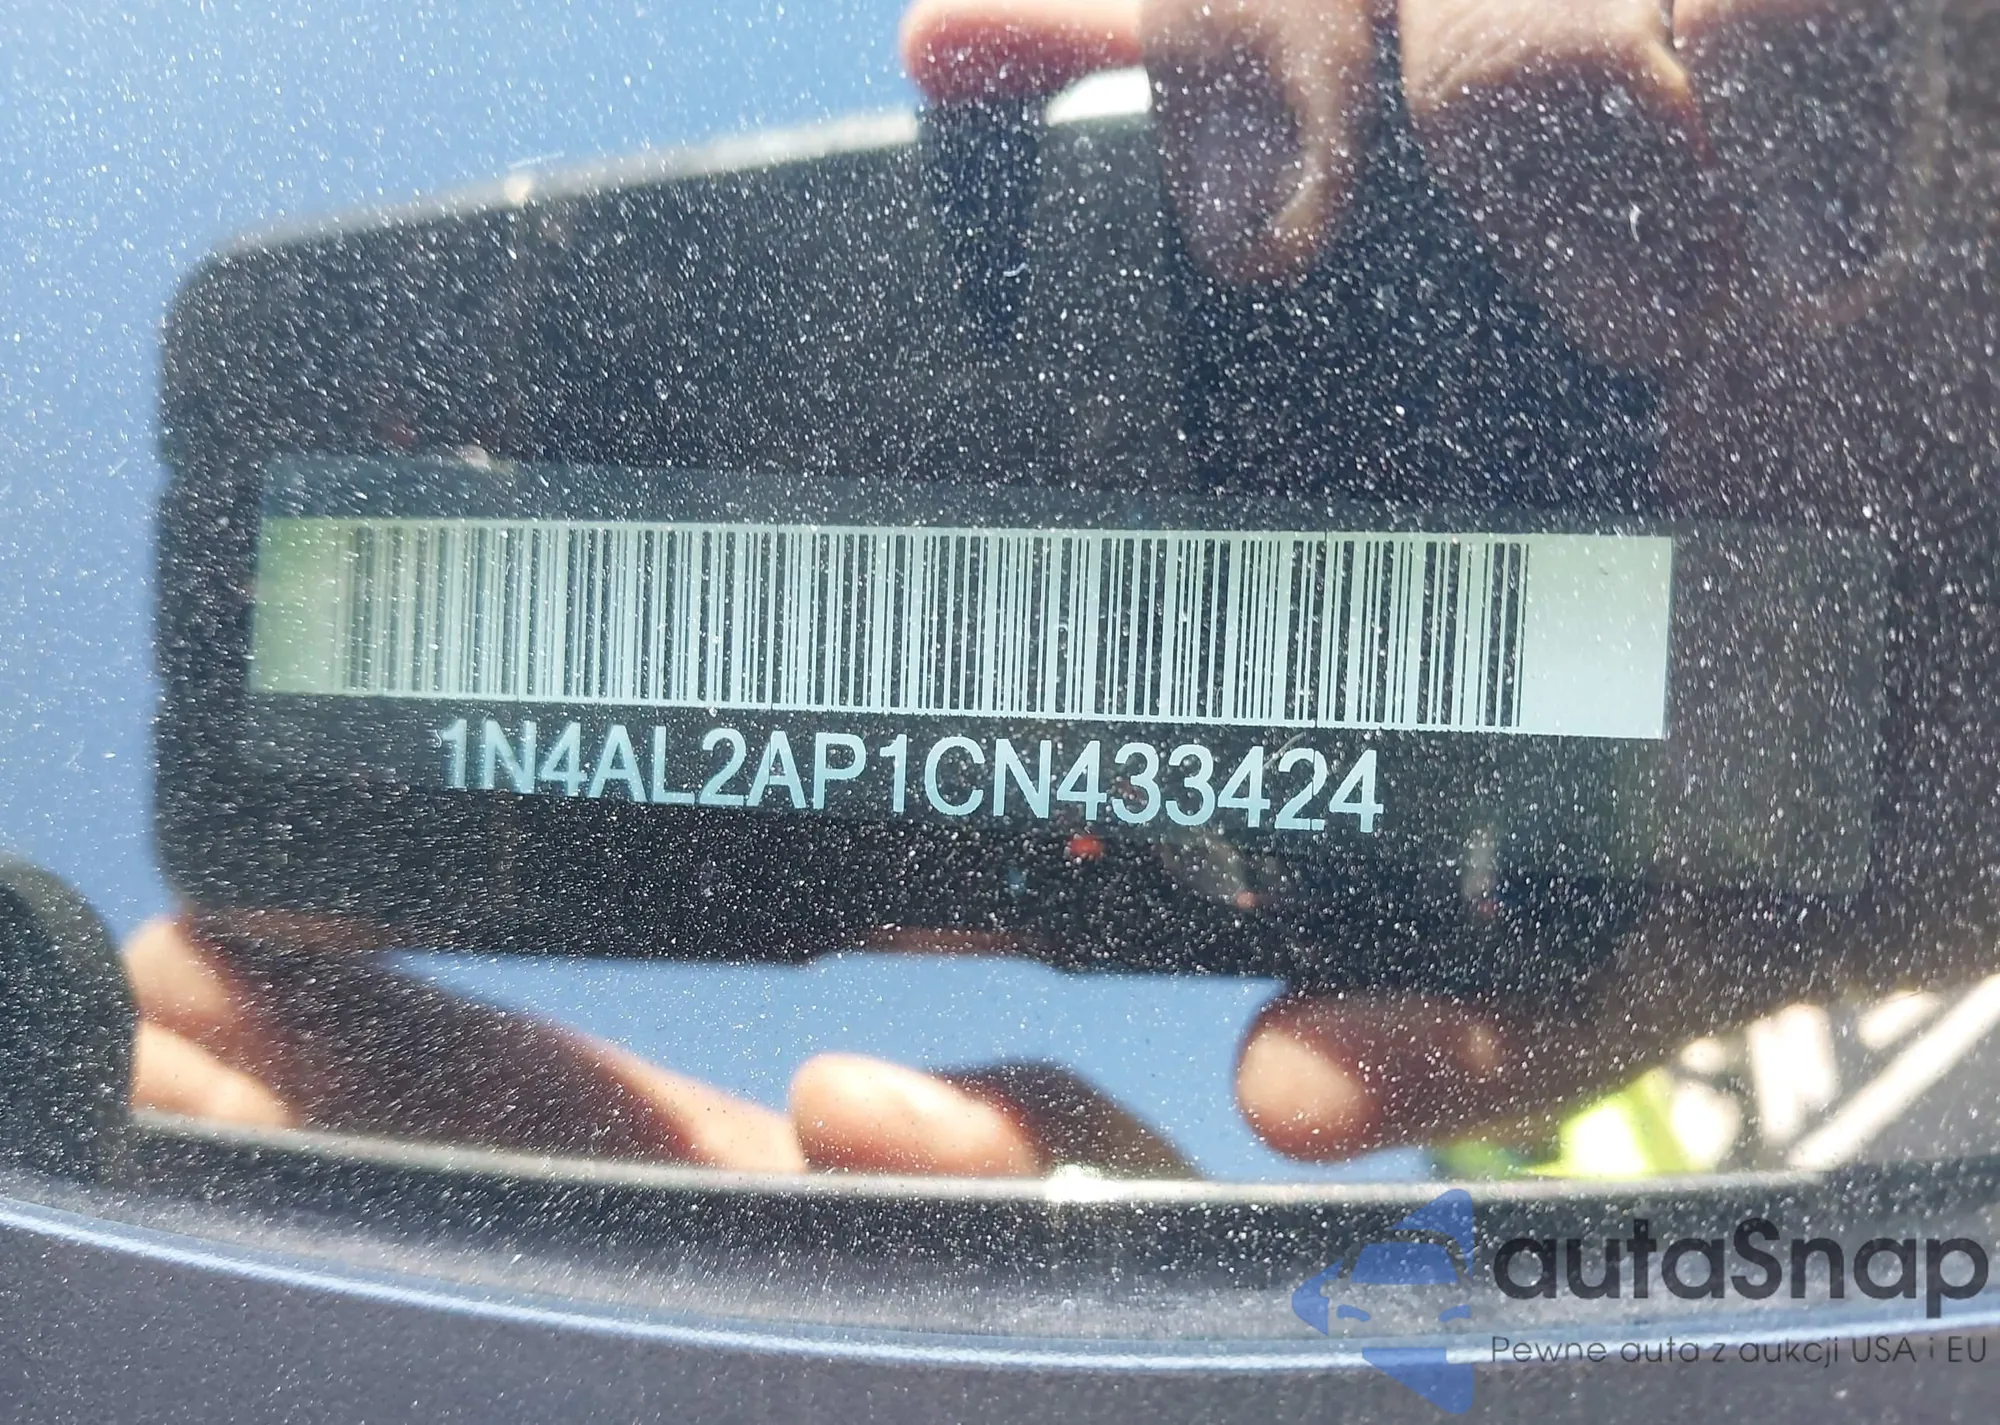 1N4AL2AP1CN433424
autaSnap
Pewne auta z aukcji USA i EU